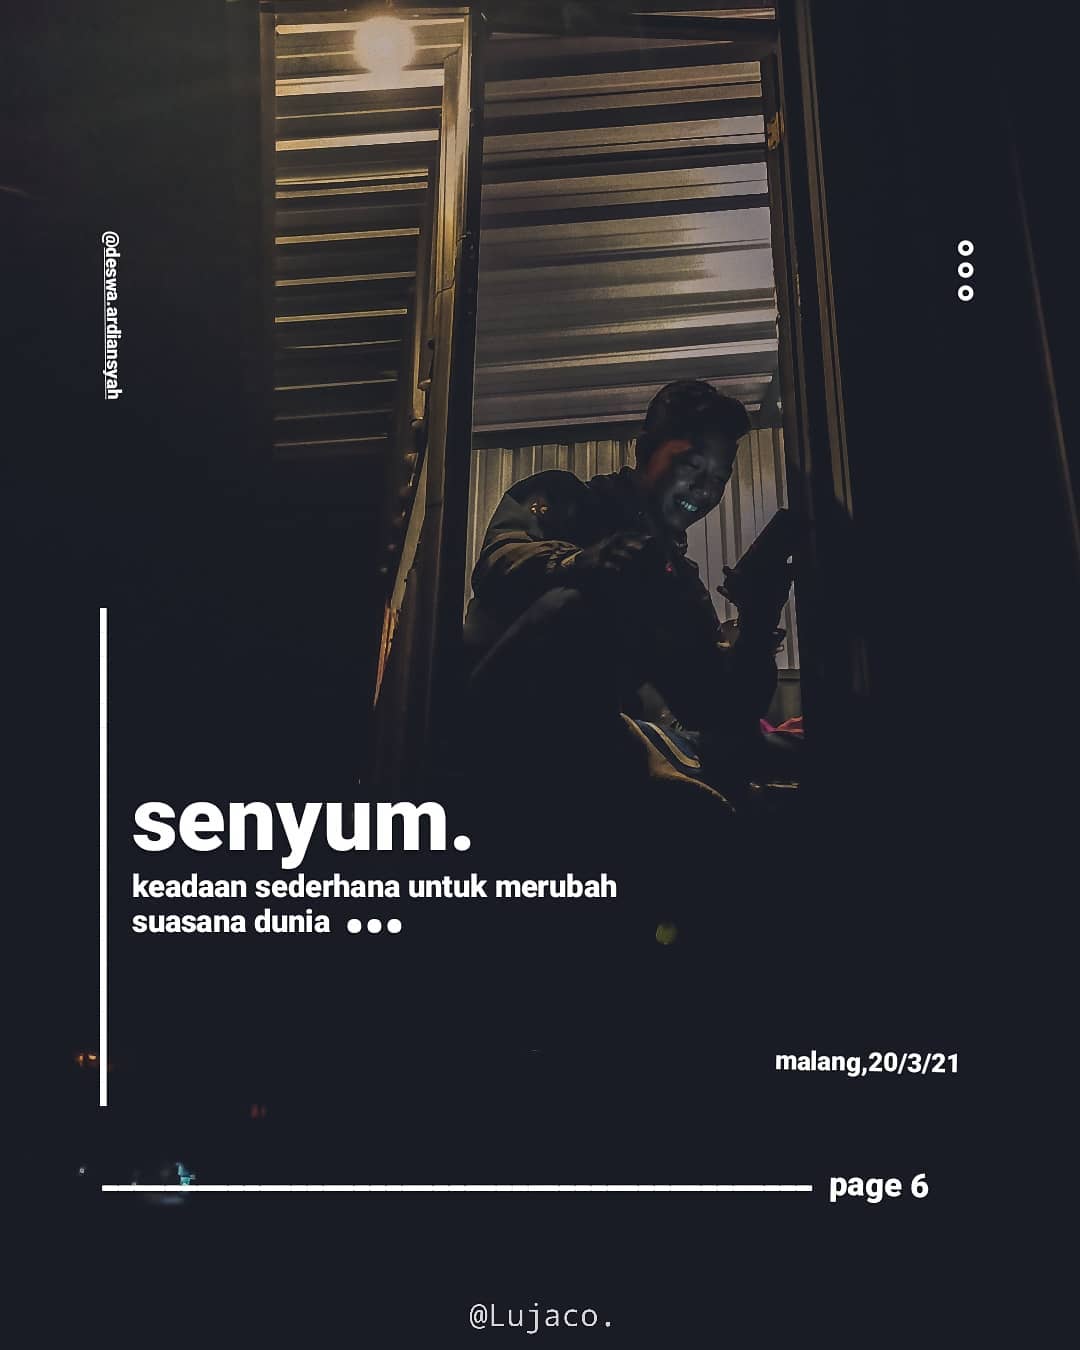 @deswa.ardiansyah
senyum.
keadaan sederhana untuk merubah
suasana dunia ●●●
malang,20/3/21
page 6
@Lujaco.